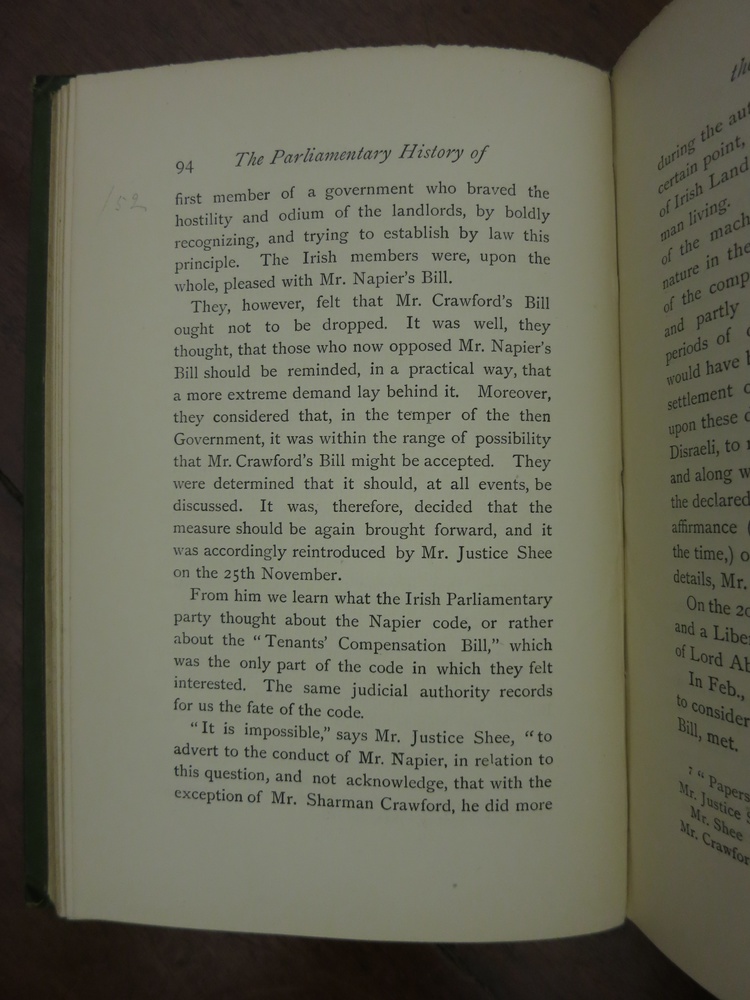 94 The Parliamentary History of
152
first member of a government who braved the
hostility and odium of the landlords, by boldly
recognizing, and trying to establish by law this
principle. The Irish members were, upon the
whole, pleased with Mr. Napier's Bill.
They, however, felt that Mr. Crawford's Bill
ought not to be dropped. It was well, they
thought, that those who now opposed Mr. Napier's
Bill should be reminded, in a practical way, that
a more extreme demand lay behind it. Moreover,
they considered that, in the temper of the then
Government, it was within the range of possibility
that Mr. Crawford's Bill might be accepted. They
were determined that it should, at all events, be
discussed. It was, therefore, decided that the
measure should be again brought forward, and it
was accordingly reintroduced by Mr. Justice Shee
on the 25th November.
From him we learn what the Irish Parliamentary
party thought about the Napier code, or rather
about the "Tenants' Compensation Bill," which
was the only part of the code in which they felt
interested. The same judicial authority records
for us the fate of the code.
"It is impossible," says Mr. Justice Shee, "to
advert to the conduct of Mr. Napier, in relation to
this question, and not acknowledge, that with the
exception of Mr. Sharman Crawford, he did more
during the
certain point,
of Irish Land
man living.
of the
nature in the
of the
and partly
periods of
would have
settlement
upon these
Disraeli, to
and along
the declared
affirmance (
the time,)
details, Mr.
On the
and a
of Lord
In Feb.,
to consider
Bill, met.
7 "Papers
Mr. Justice
Mr. Shee
Mr.